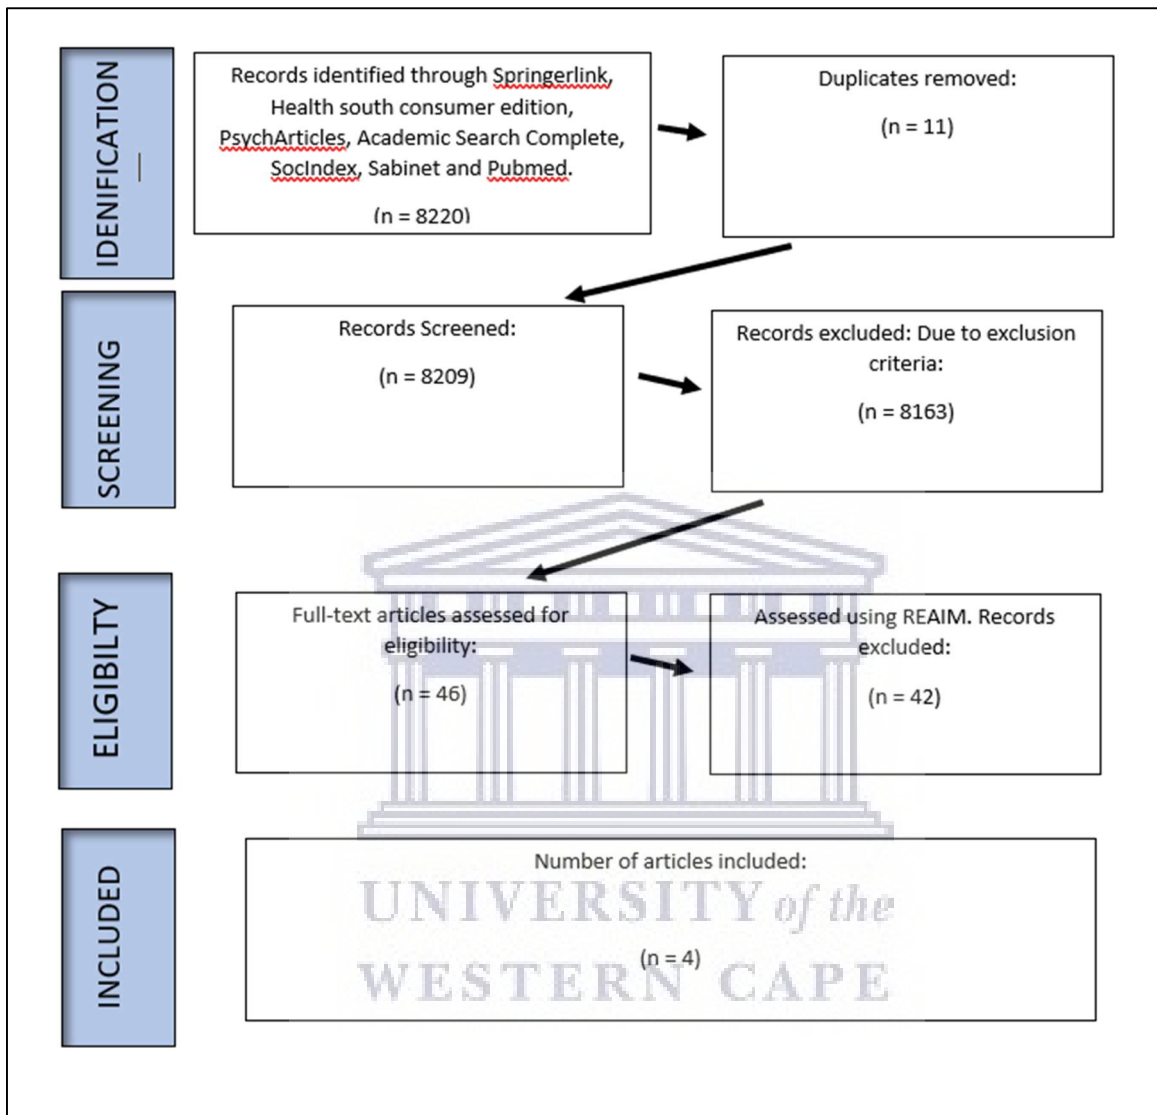 IDENIFICATION
Records identified through Springerlink,
Health south consumer edition,
PsychArticles, Academic Search Complete,
SocIndex, Sabinet and Pubmed.
(n = 8220)
Duplicates removed:
(n = 11)
SCREENING
Records Screened:
(n = 8209)
Records excluded: Due to exclusion
criteria:
(n = 8163)
ELIGIBILTY
Full-text articles assessed for
eligibility:
(n = 46)
Assessed using REAIM. Records
excluded:
(n = 42)
INCLUDED
Number of articles included:
(n = 4)
UNIVERSITY of the
WESTERN CAPE